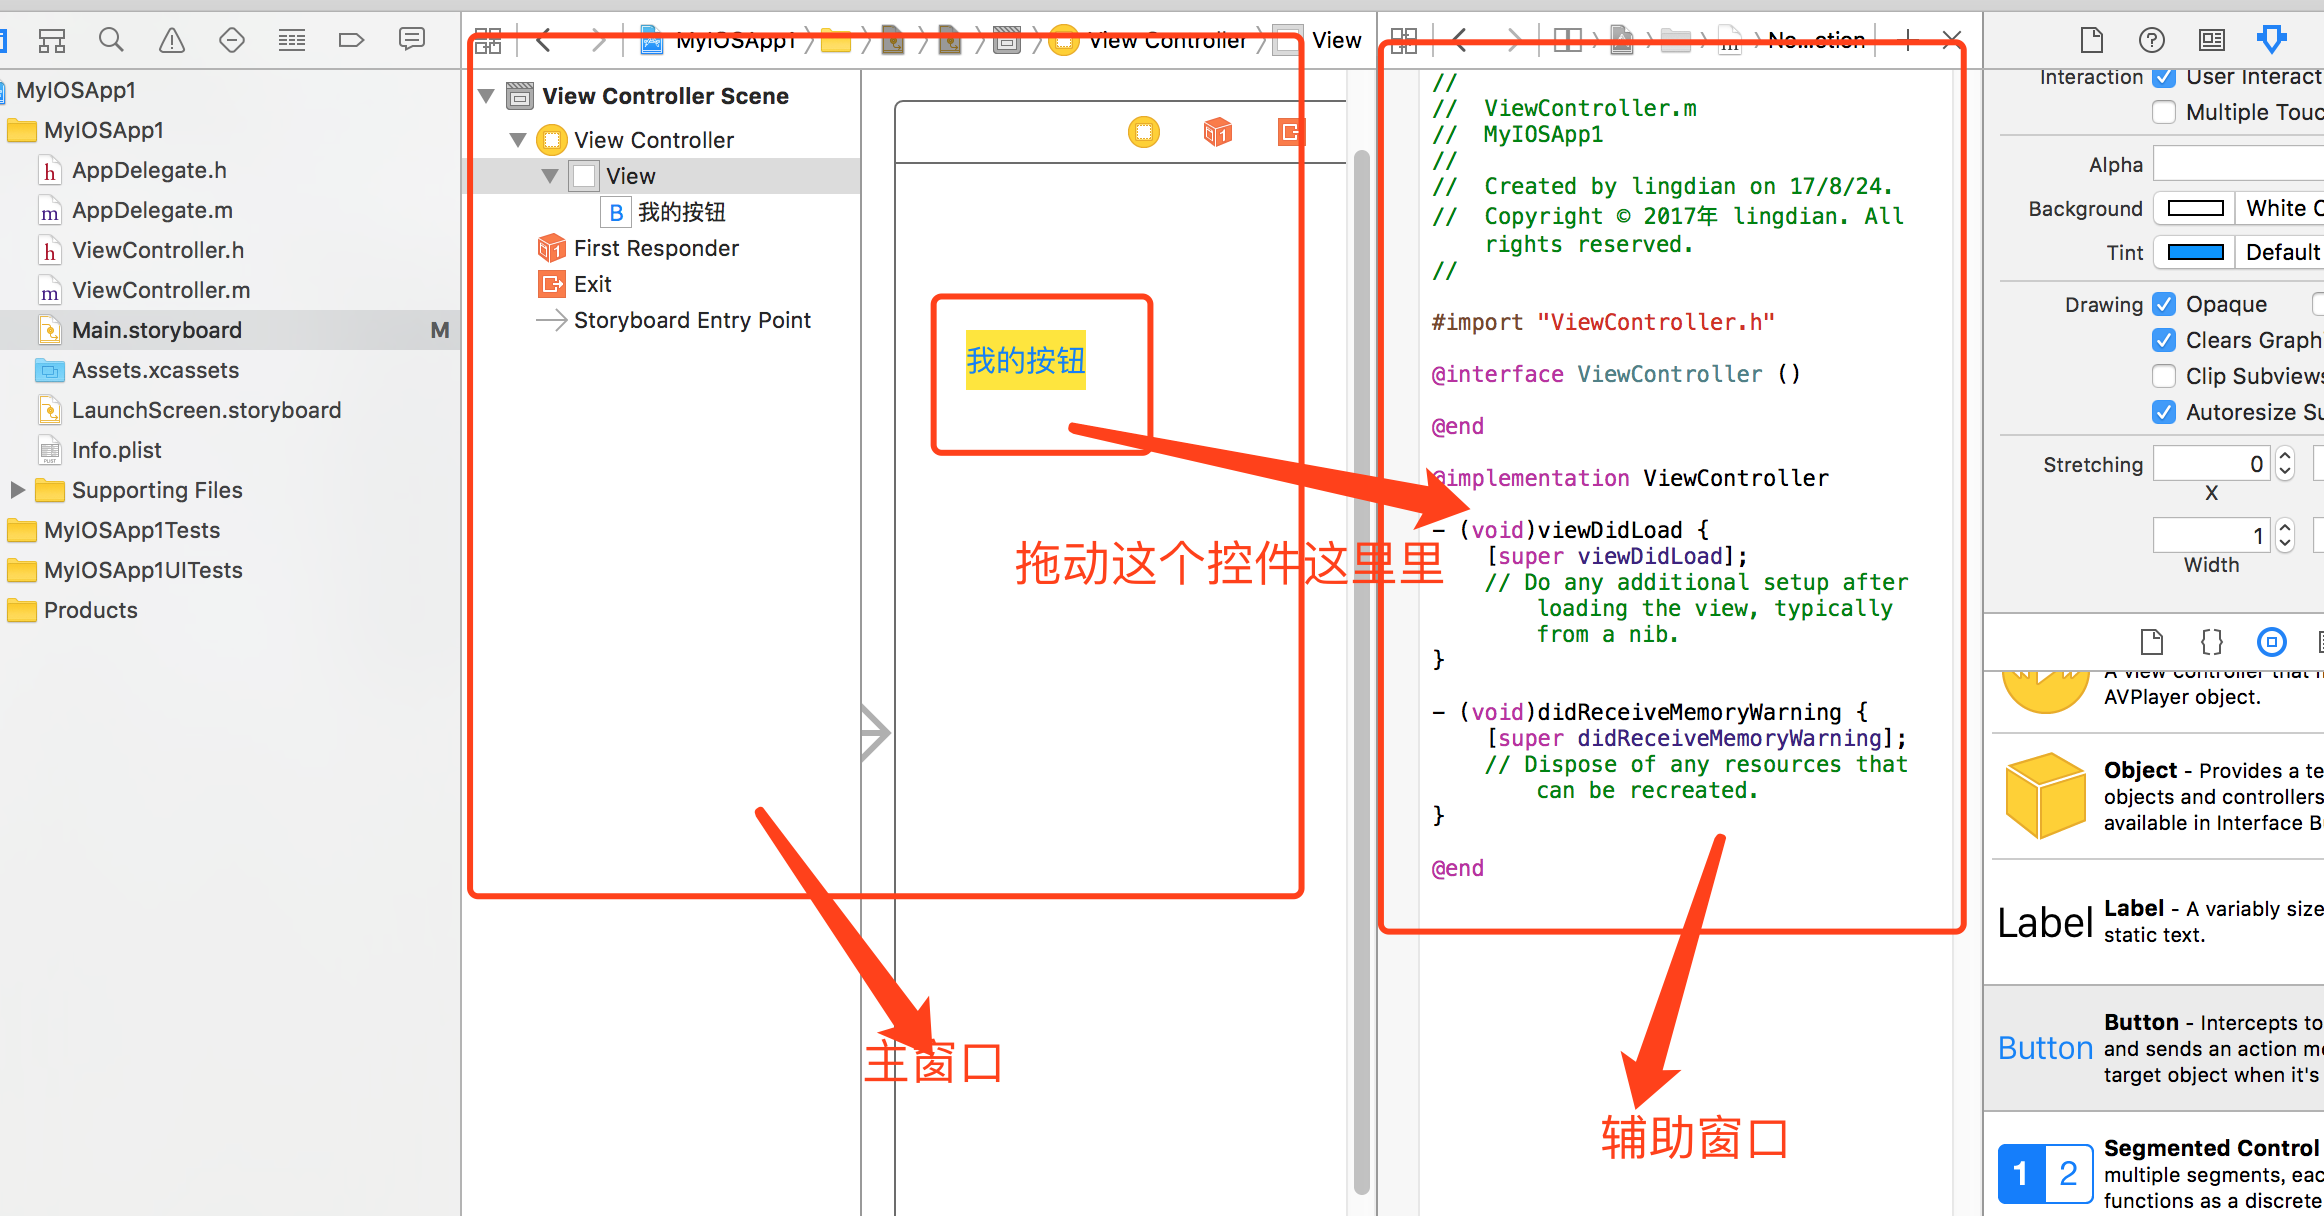 MyIOSApp1
MyIOSApp1
h AppDelegate.h
m AppDelegate.m
h ViewController.h
m ViewController.m
Main.storyboard M
Assets.xcassets
LaunchScreen.storyboard
Info.plist
Supporting Files
MyIOSApp1Tests
MyIOSApp1UITests
Products
MyIOSApp1 View Controller View
View Controller Scene
View Controller
View
B 我的按钮
First Responder
Exit
Storyboard Entry Point
我的按钮
拖动这个控件这里里
主窗口
m No...ction
//
// ViewController.m
// MyIOSApp1
//
// Created by lingdian on 17/8/24.
// Copyright © 2017年 lingdian. All
rights reserved.
//
#import "ViewController.h"
@interface ViewController ()
@end
@implementation ViewController
- (void)viewDidLoad {
[super viewDidLoad];
// Do any additional setup after
loading the view, typically
from a nib.
}
- (void)didReceiveMemoryWarning {
[super didReceiveMemoryWarning];
// Dispose of any resources that
can be recreated.
}
@end
辅助窗口
Interaction User Interact
Multiple Touc
Alpha
Background White C
Tint Default
Drawing Opaque
Clears Graph
Clip Subviews
Autoresize Su
Stretching 0
X
1
Width
{}
A view controller that
AVPlayer object.
Object - Provides a te
objects and controllers
available in Interface B
Label Label - A variably size
static text.
Button - Intercepts to
Button and sends an action me
target object when it's
Segmented Control
1 2 multiple segments, eac
functions as a discrete